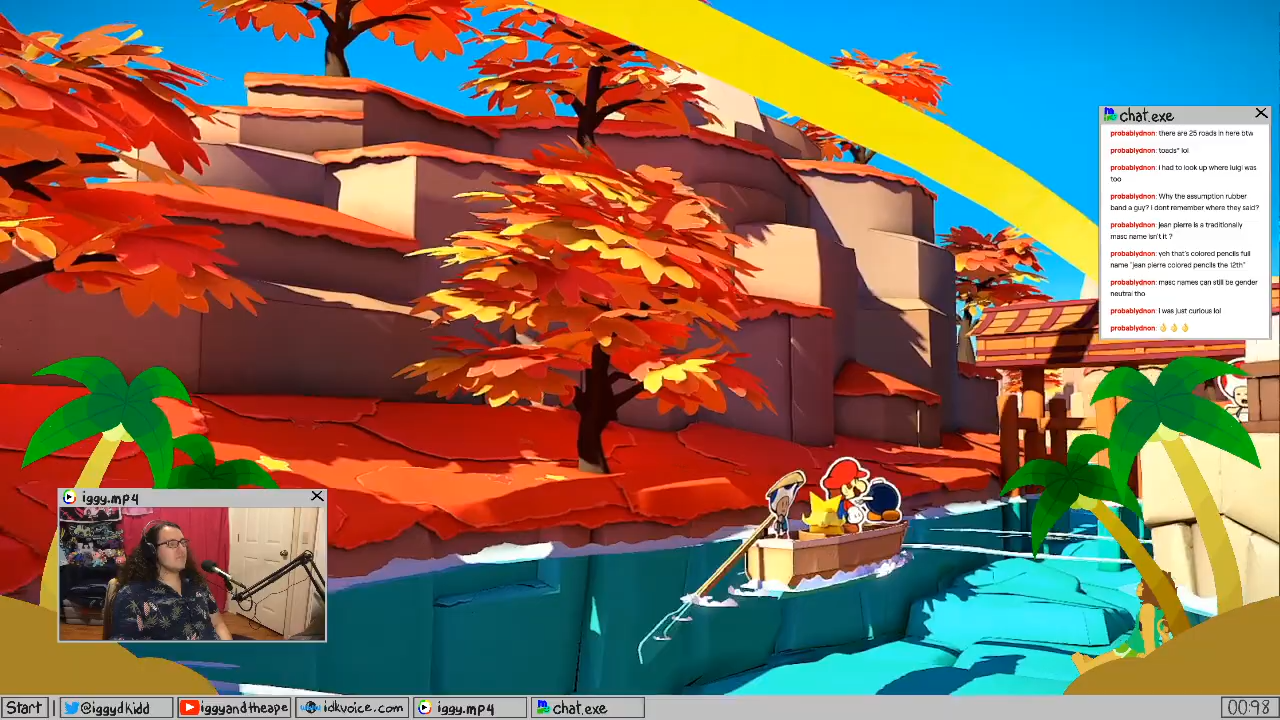 chat.exe
probablydnon: there are 25 roads in here btw
probablydnon: toads* lol
probablydnon: I had to look up where luigi was
too
probablydnon: Why the assumption rubber
band a guy? I dont remember where they said?
probablydnon: jean pierre is a traditionally
masc name isn't it ?
probablydnon: yeh that's colored pencils full
name "jean pierre colored pencils the 12th"
probablydnon: masc names can still be gender
neutral tho
probablydnon: I was just curious lol
probablydnon:
iggy.mp4
Start
@iggydkidd
iggyandtheape
idkvoice.com
iggy.mp4
chat.exe
00:98